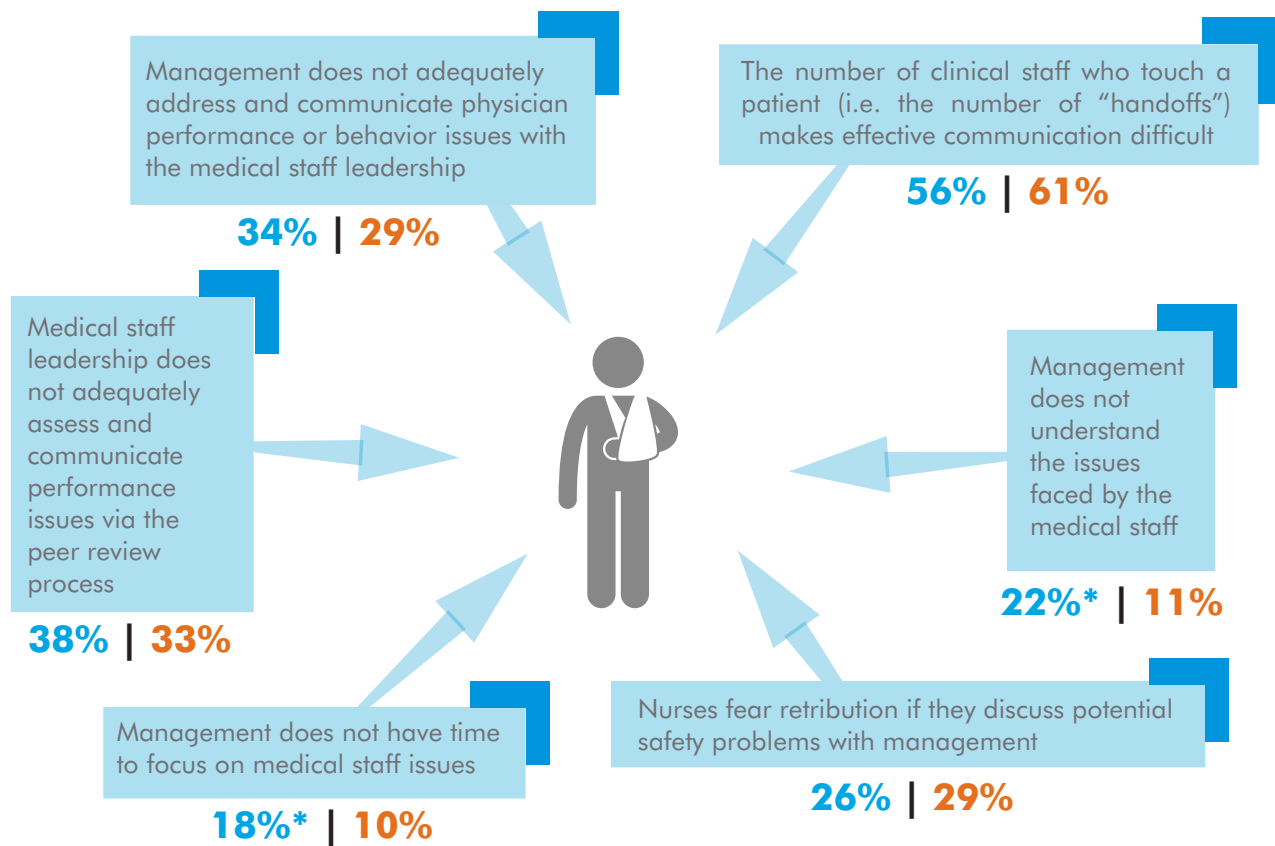 Management does not adequately
address and communicate physician
performance or behavior issues with
the medical staff leadership
34% | 29%
The number of clinical staff who touch a
patient (i.e. the number of “handoffs”)
makes effective communication difficult
56% | 61%
Medical staff
leadership does
not adequately
assess and
communicate
performance
issues via the
peer review
process
38% | 33%
Management
does not
understand
the issues
faced by the
medical staff
22%* | 11%
Management does not have time
to focus on medical staff issues
18%* | 10%
Nurses fear retribution if they discuss potential
safety problems with management
26% | 29%